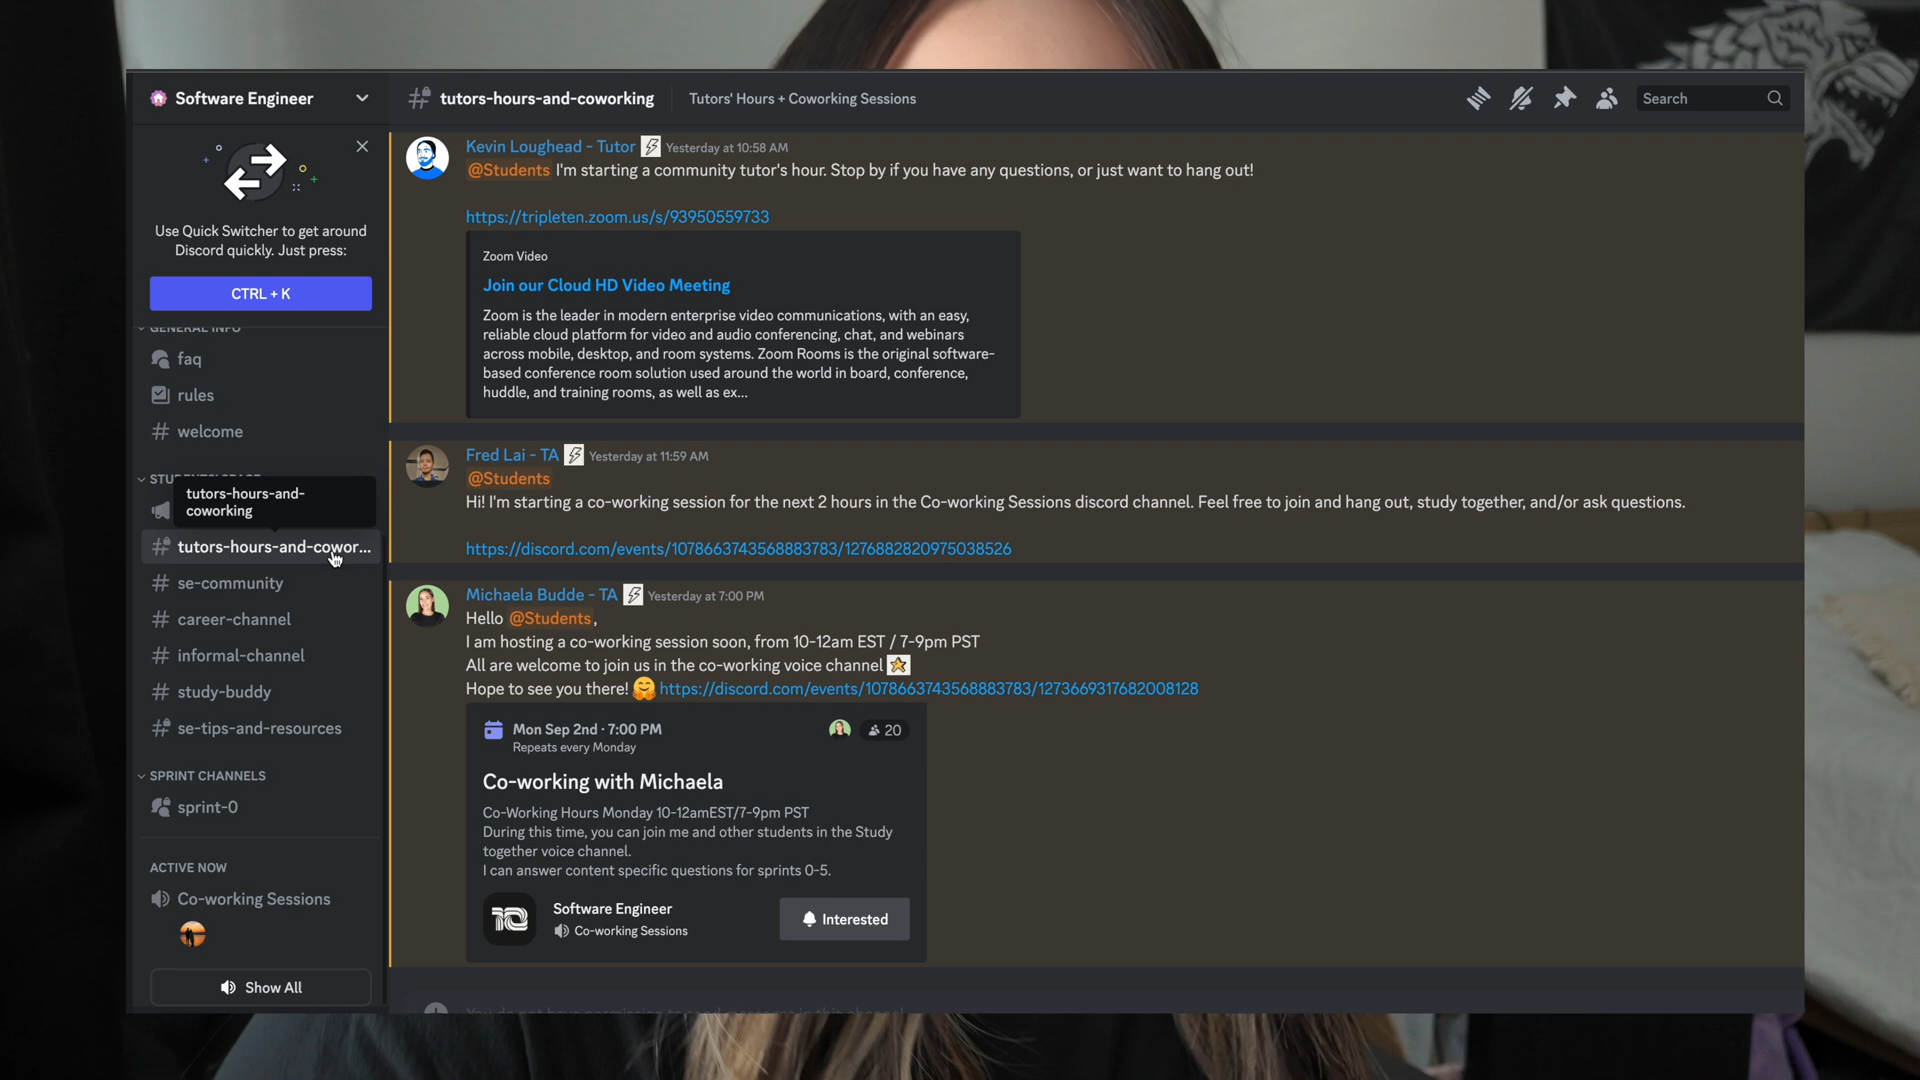 Software Engineer
tutors-hours-and-coworking
Tutors' Hours + Coworking Sessions
Search
Use Quick Switcher to get around
Discord quickly. Just press:
CTRL + K
GENERAL INFO
faq
rules
welcome
tutors-hours-and-
coworking
tutors-hours-and-cowor...
se-community
career-channel
informal-channel
study-buddy
se-tips-and-resources
SPRINT CHANNELS
sprint-0
ACTIVE NOW
Co-working Sessions
Show All
Kevin Loughead - Tutor Yesterday at 10:58 AM
@Students I'm starting a community tutor's hour. Stop by if you have any questions, or just want to hang out!
https://tripleten.zoom.us/s/93950559733
Zoom Video
Join our Cloud HD Video Meeting
Zoom is the leader in modern enterprise video communications, with an easy,
reliable cloud platform for video and audio conferencing, chat, and webinars
across mobile, desktop, and room systems. Zoom Rooms is the original software-
based conference room solution used around the world in board, conference,
huddle, and training rooms, as well as ex...
Fred Lai - TA Yesterday at 11:59 AM
@Students
Hi! I'm starting a co-working session for the next 2 hours in the Co-working Sessions discord channel. Feel free to join and hang out, study together, and/or ask questions.
https://discord.com/events/1078663743568883783/1276882820975038526
Michaela Budde - TA Yesterday at 7:00 PM
Hello @Students,
I am hosting a co-working session soon, from 10-12am EST / 7-9pm PST
All are welcome to join us in the co-working voice channel ⭐
Hope to see you there! 🤗 https://discord.com/events/1078663743568883783/1273669317682008128
Mon Sep 2nd · 7:00 PM
20
Repeats every Monday
Co-working with Michaela
Co-Working Hours Monday 10-12amEST/7-9pm PST
During this time, you can join me and other students in the Study
together voice channel.
I can answer content specific questions for sprints 0-5.
Software Engineer
Co-working Sessions
Interested
You do not have permission to send messages in this channel.